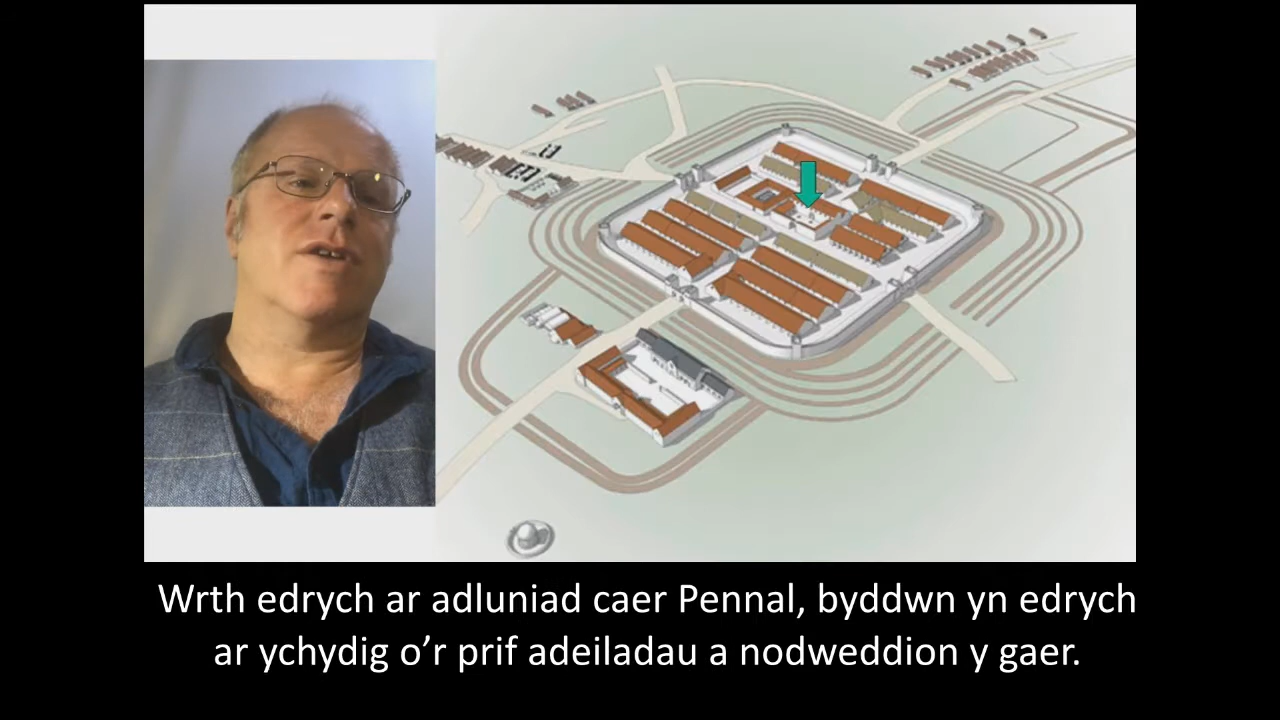 Wrth edrych ar adluniad caer Pennal, byddwn yn edrych
ar ychydig o’r prif adeiladau a nodweddion y gaer.